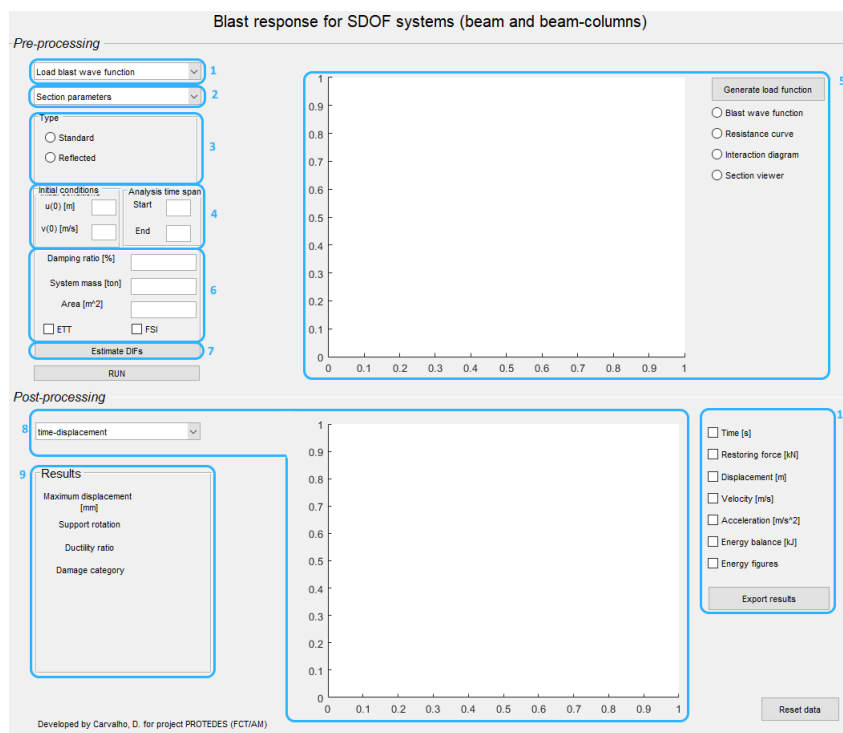 Blast response for SDOF systems (beam and beam-columns)
Pre-processing
Load blast wave function
1
Section parameters
2
Type
Standard
Reflected
3
Initial conditions
u(0) [m]
v(0) [m/s]
Analysis time span
Start
End
4
Damping ratio [%]
System mass [ton]
Area [m^2]
ETT
FSI
6
Estimate DIFs
7
RUN
1
0.9
0.8
0.7
0.6
0.5
0.4
0.3
0.2
0.1
0
0 0.1 0.2 0.3 0.4 0.5 0.6 0.7 0.8 0.9 1
5
Generate load function
Blast wave function
Resistance curve
Interaction diagram
Section viewer
Post-processing
8
time-displacement
9
Results
Maximum displacement
[mm]
Support rotation
Ductility ratio
Damage category
1
0.9
0.8
0.7
0.6
0.5
0.4
0.3
0.2
0.1
0
0 0.1 0.2 0.3 0.4 0.5 0.6 0.7 0.8 0.9 1
Time [s]
Restoring force [kN]
Displacement [m]
Velocity [m/s]
Acceleration [m/s^2]
Energy balance [kJ]
Energy figures
Export results
Reset data
Developed by Carvalho, D. for project PROTEDES (FCT/AM)